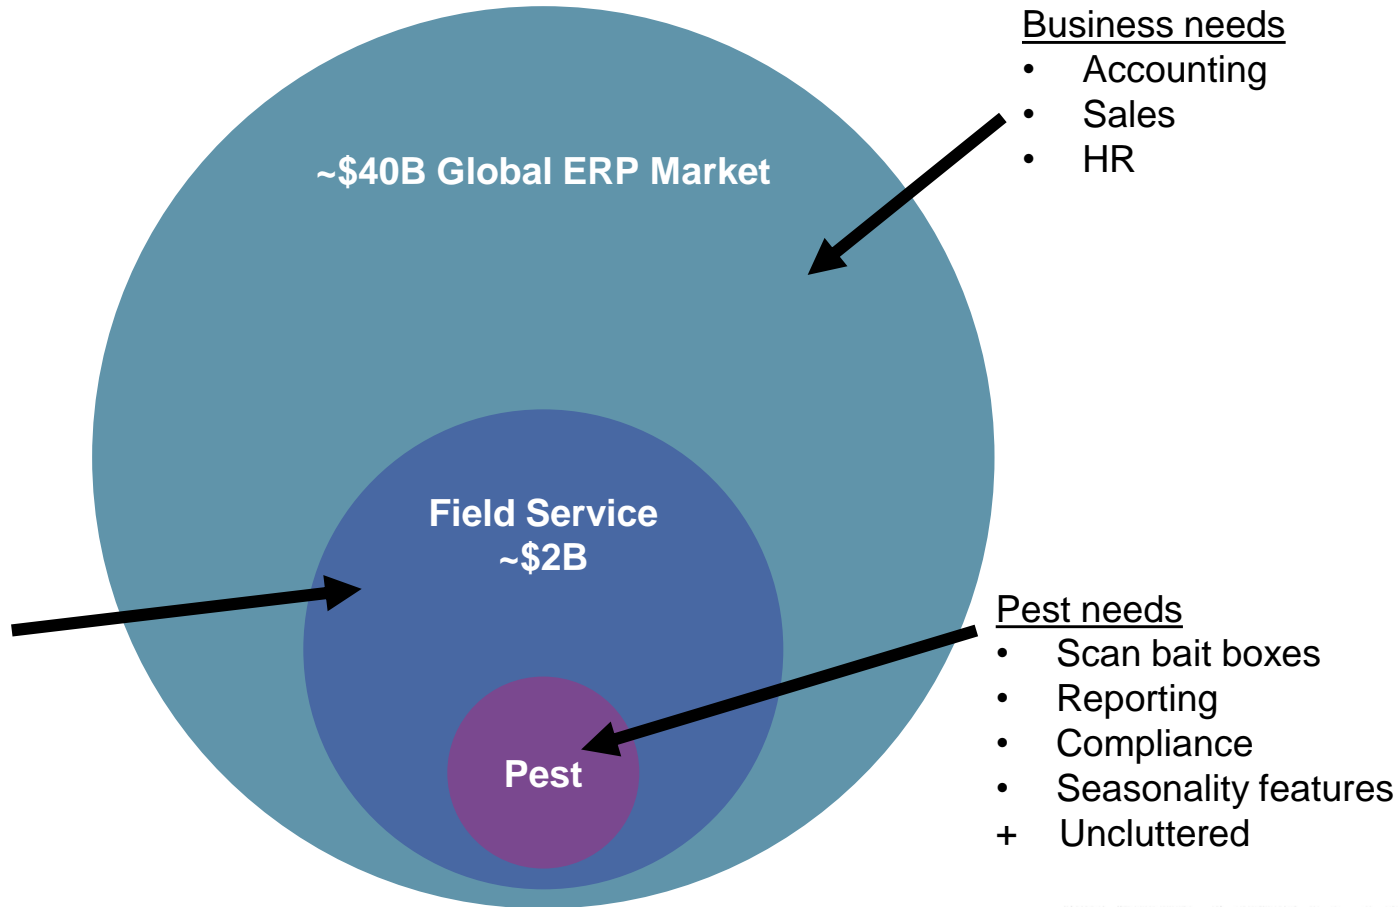 Business needs
• Accounting
• Sales
• HR
~$40B Global ERP Market
Field Service
~$2B
Pest
Pest needs
• Scan bait boxes
• Reporting
• Compliance
• Seasonality features
+ Uncluttered